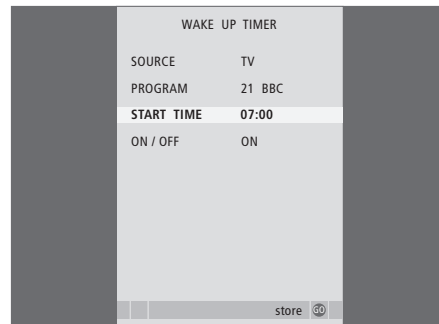 WAKE UP TIMER
SOURCE TV
PROGRAM 21 BBC
START TIME 07:00
ON / OFF ON
store GO